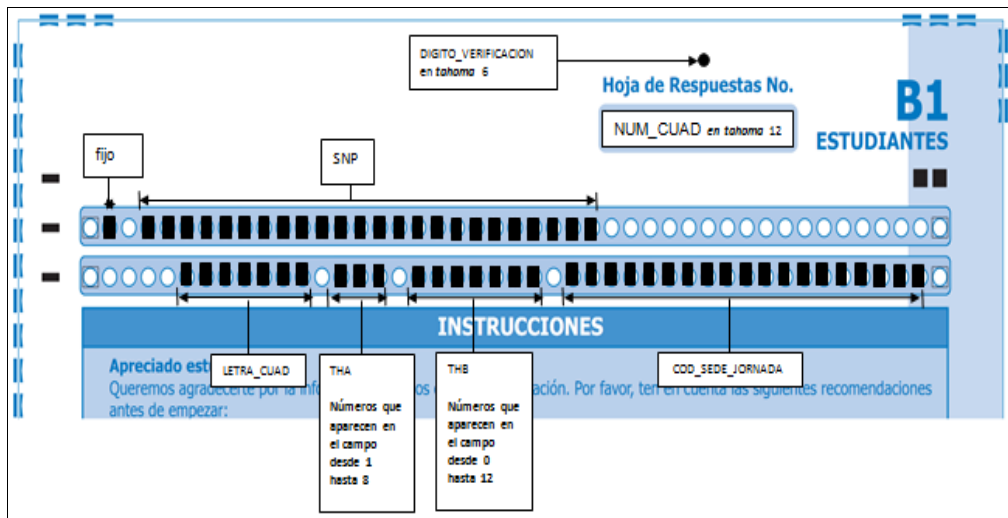 DIGITO_VERIFICACION
en tahoma 6
Hoja de Respuestas No.
B1
NUM_CUAD en tahoma 12
ESTUDIANTES
fijo
SNP
INSTRUCCIONES
Apreciado est
LETRA_CUAD
THA
THB
COD_SEDE_JORNADA
Queremos agradecerte por la info os ación. Por favor, ten en cuenta las siguientes recomendaciones
antes de empezar:
Números que
aparecen en
el campo
desde 1
hasta 8
Números que
aparecen en
el campo
desde 0
hasta 12